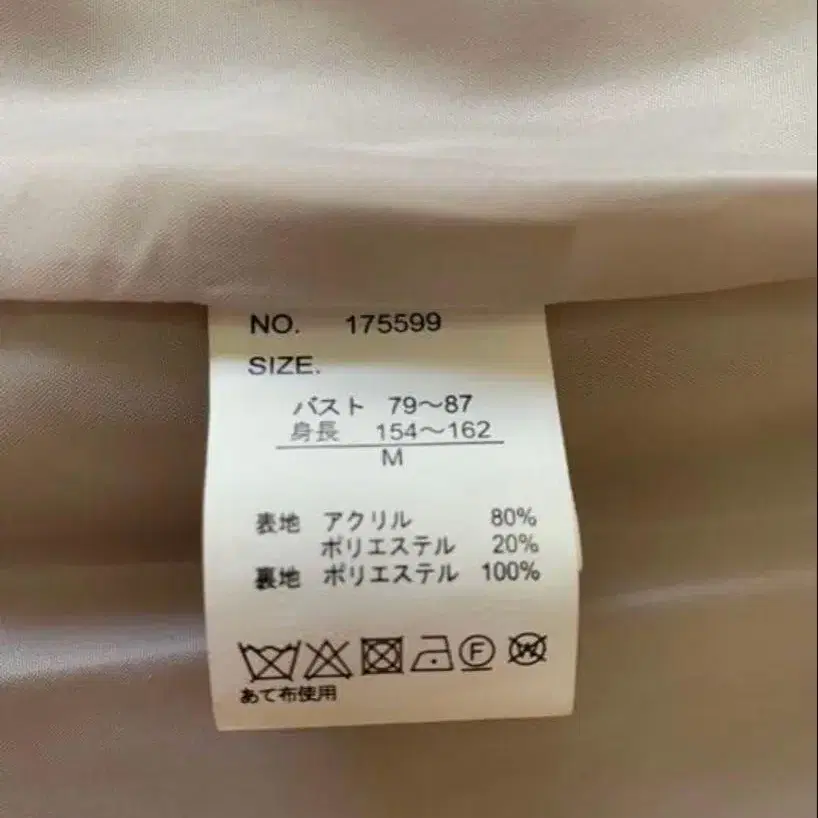 NO. 175599
SIZE.
バスト 79～87
身長 154～162
M
表地 アクリル 80%
ポリエステル 20%
裏地 ポリエステル 100%
F W
あて布使用